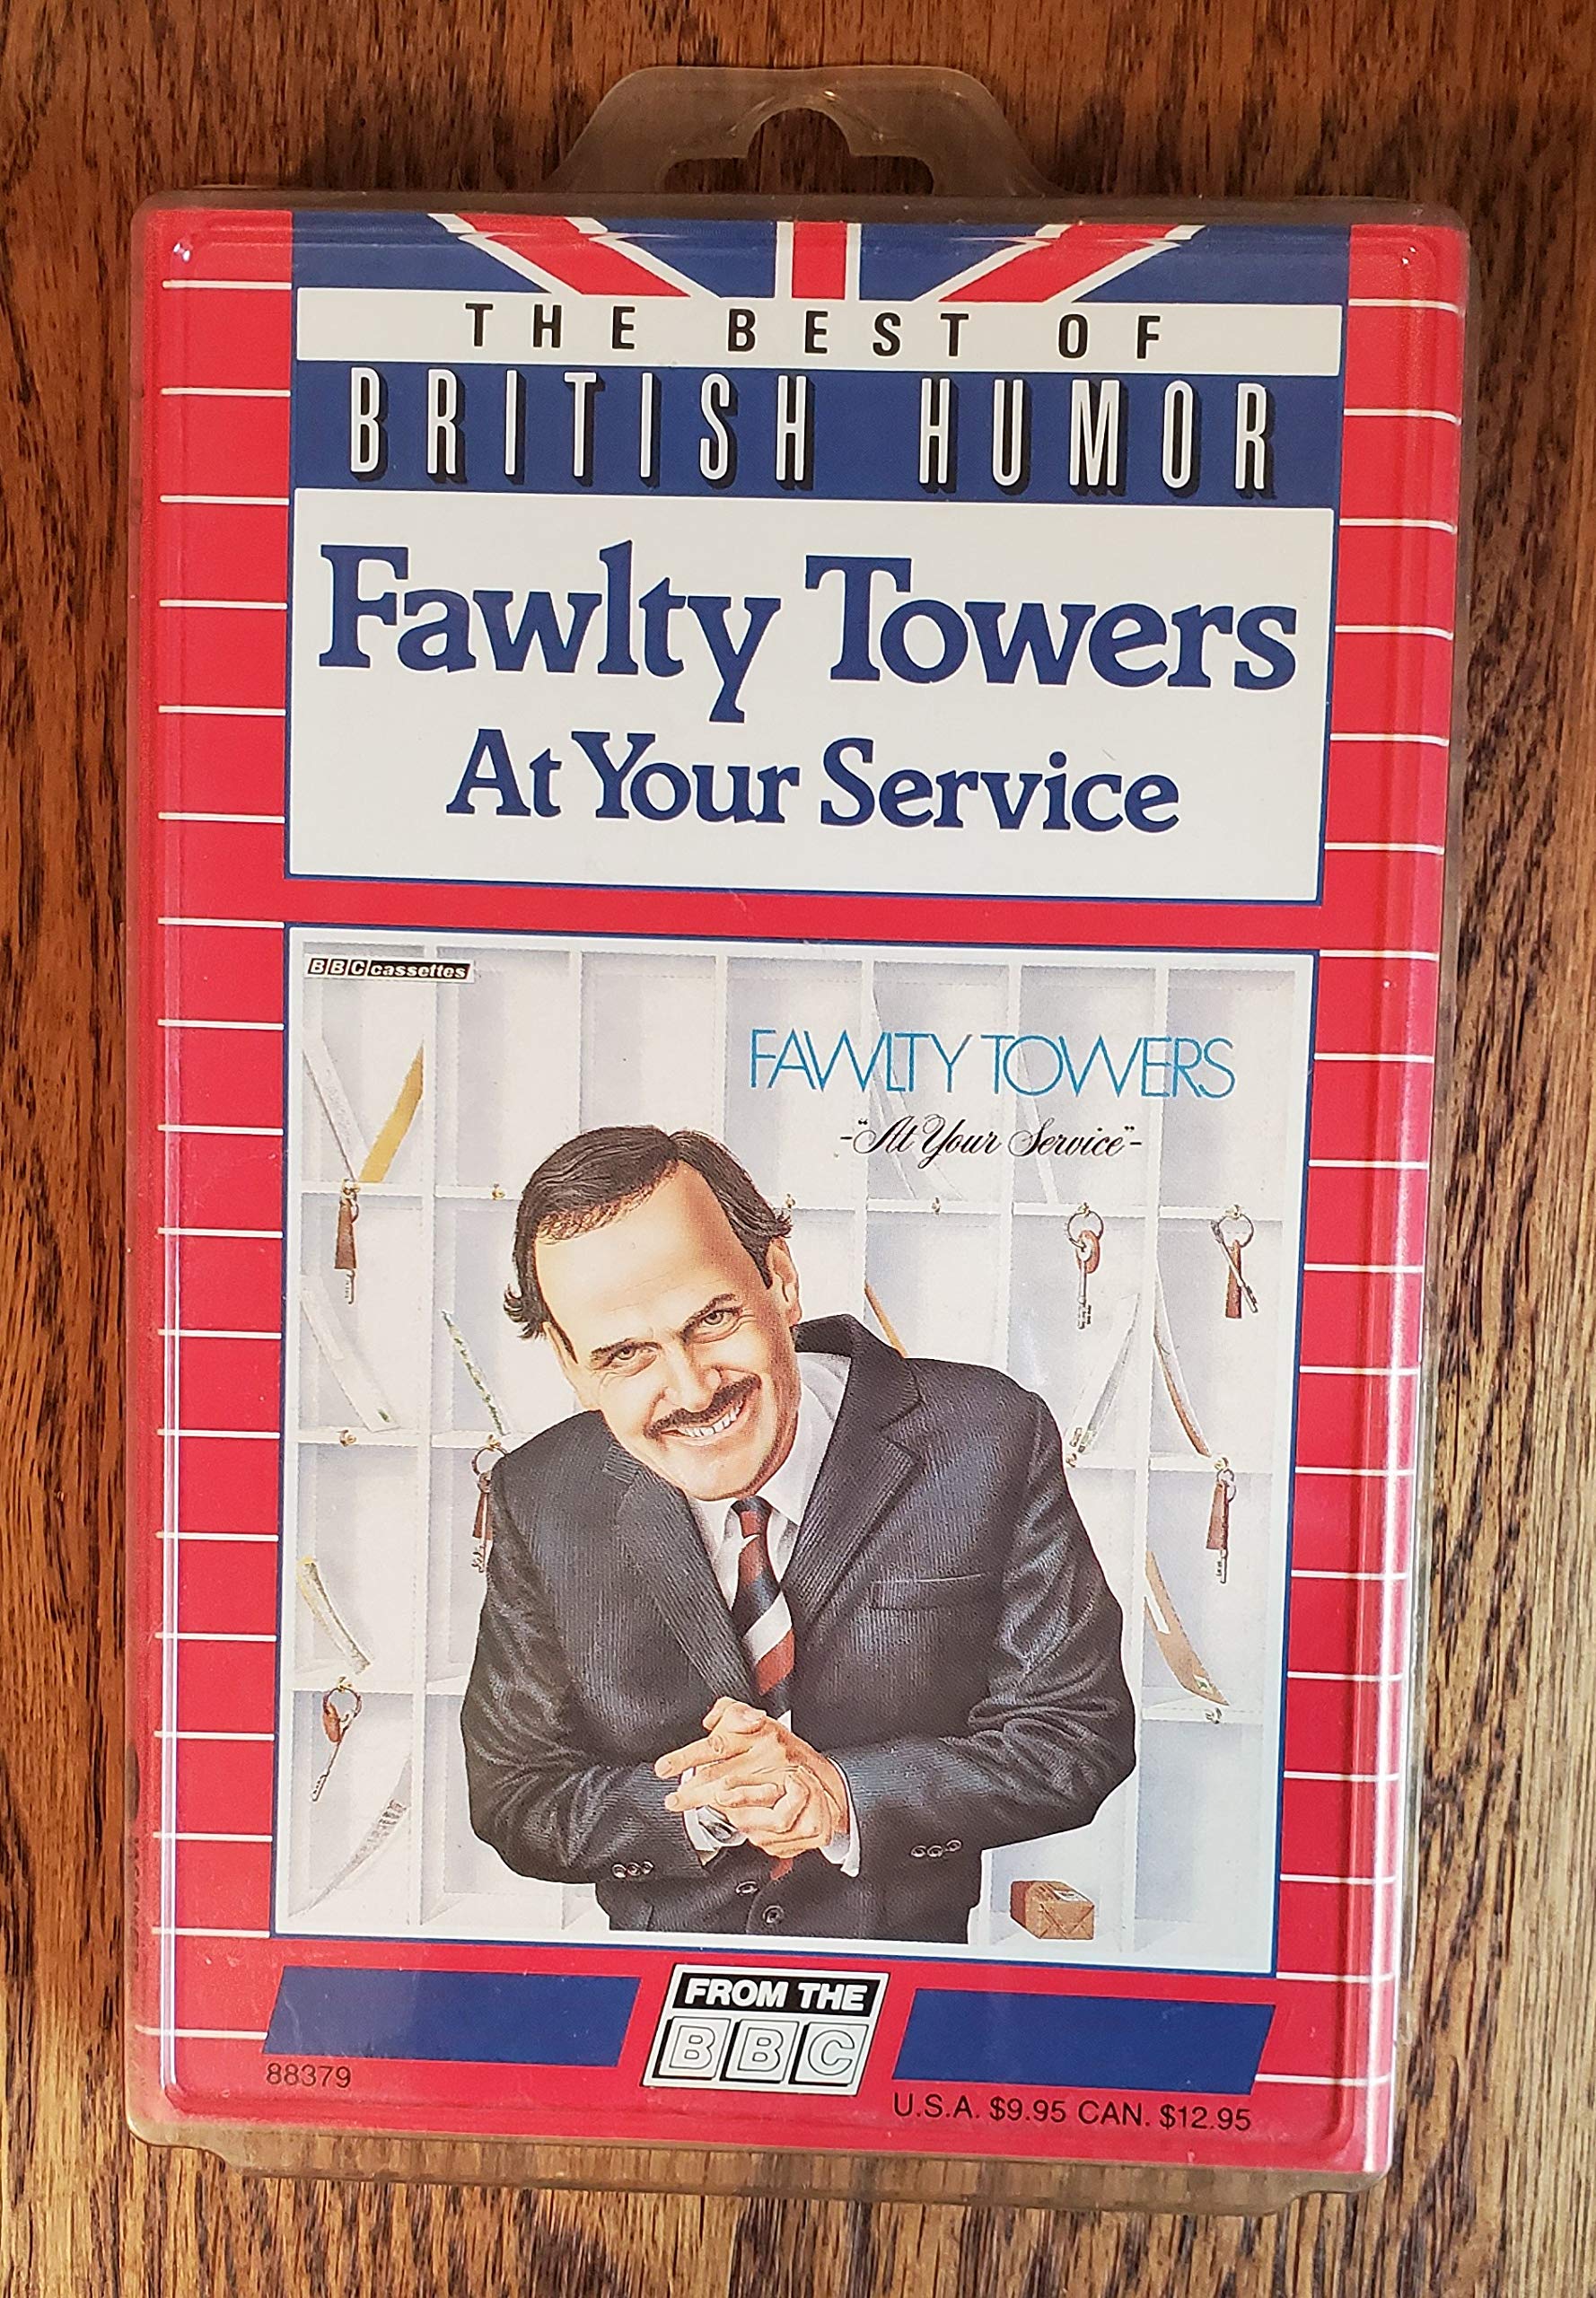 THE BEST OF
BRITISH HUMOR
Fawlty Towers
At Your Service
BBC cassettes
FAWLTY TOWERS
-"At Your Service"-
FROM THE
BBC
88379
U.S.A. $9.95 CAN. $12.95